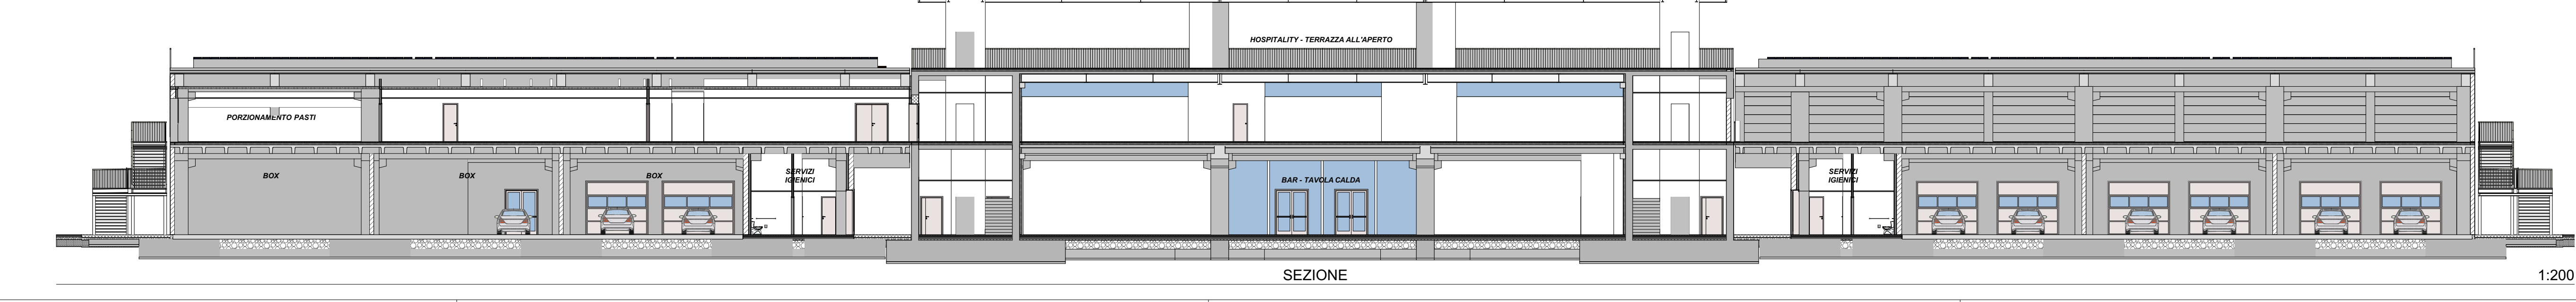 HOSPITALITY - TERRAZZA ALL'APERTO
PORZIONAMENTO PASTI
BOX
BOX
BOX
SERVIZI
IGIENICI
BAR - TAVOLA CALDA
SERVIZI
IGIENICI
SEZIONE
1:200